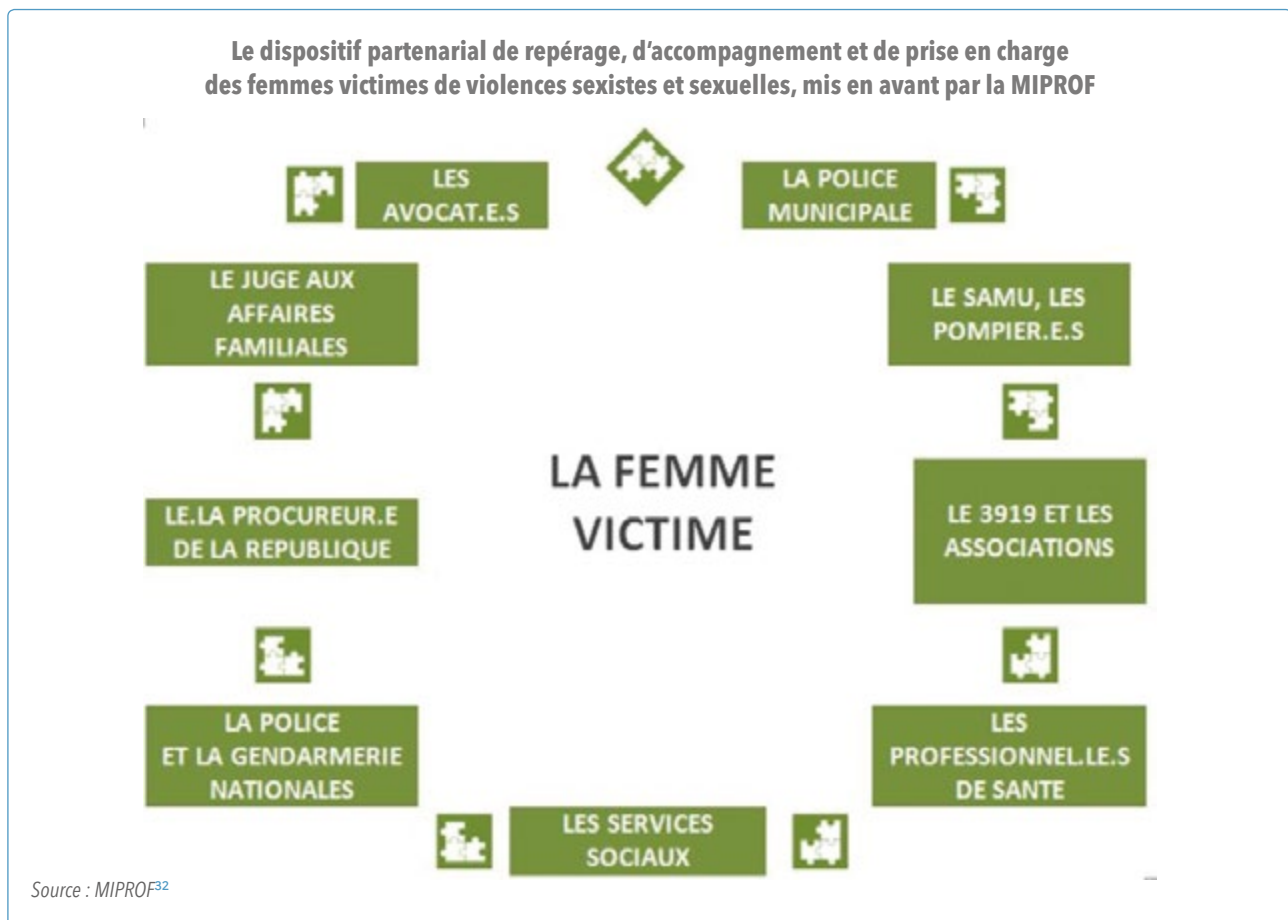 Le dispositif partenarial de repérage, d'accompagnement et de prise en charge
des femmes victimes de violences sexistes et sexuelles, mis en avant par la MIPROF
LES
AVOCAT.E.S
LA POLICE
MUNICIPALE
LE JUGE AUX
AFFAIRES
FAMILIALES
LE SAMU, LES
POMPIER.E.S
LA FEMME
VICTIME
LE.LA PROCUREUR.E
DE LA REPUBLIQUE
LE 3919 ET LES
ASSOCIATIONS
LA POLICE
ET LA GENDARMERIE
NATIONALES
LES
PROFESSIONNEL.LE.S
DE SANTE
LES SERVICES
SOCIAUX
Source : MIPROF32